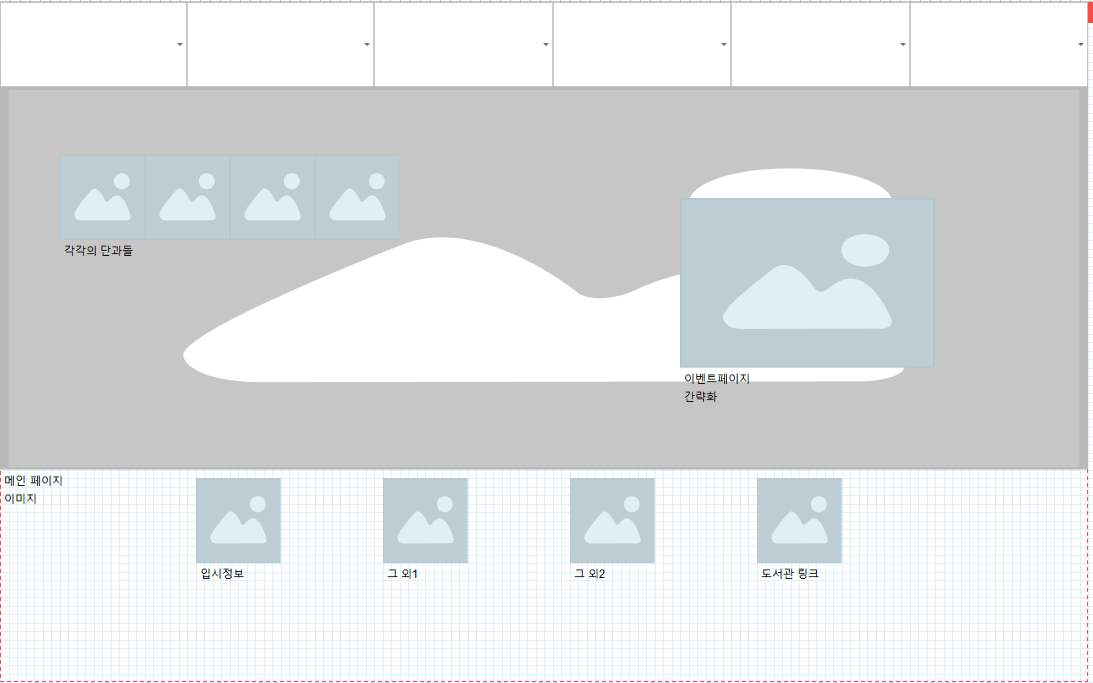 각각의 단과들
이벤트페이지
간략화
메인 페이지
이미지
입시정보
그 외1
그 외2
도서관 링크